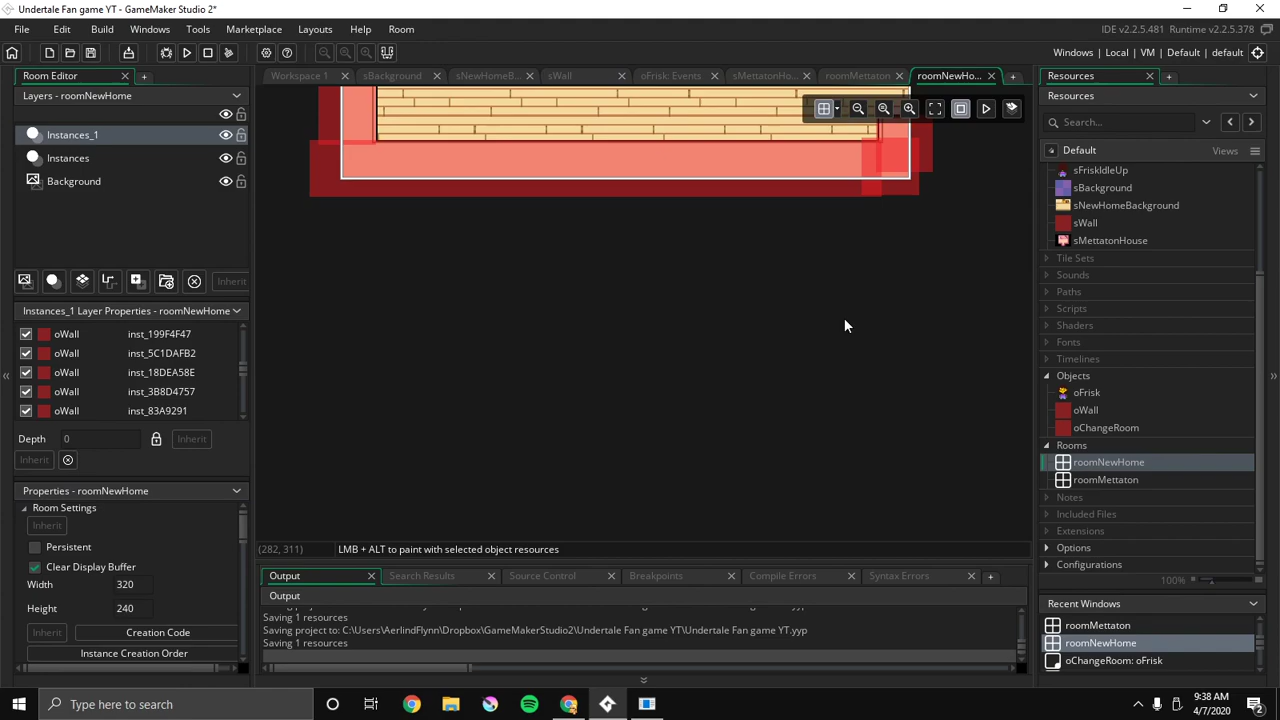 Undertale Fan game YT - GameMaker Studio 2*
File Edit Build Windows Tools Marketplace Layouts Help Room
IDE v2.2.5.481 Runtime v2.2.5.378
Windows | Local | VM | Default | default
Room Editor
Workspace 1 sBackground sNewHomeB... sWall oFrisk: Events sMettatonHo... roomMettaton roomNewHo...
Resources
Layers - roomNewHome
Resources
Instances_1
Search...
Instances
Default
Views
Background
sFriskIdleUp
sBackground
sNewHomeBackground
sWall
sMettatonHouse
Tile Sets
Sounds
Inherit
Paths
Instances_1 Layer Properties - roomNewHome
Scripts
Shaders
oWall inst_199F4F47
Fonts
oWall inst_5C1DAFB2
Timelines
oWall inst_18DEA58E
Objects
oWall inst_3B8D4757
oFrisk
oWall inst_83A9291
oWall
oChangeRoom
Depth 0 Inherit
Rooms
Inherit
roomNewHome
roomMettaton
Properties - roomNewHome
Notes
Room Settings
Included Files
Inherit
Extensions
Persistent
(282, 311) LMB + ALT to paint with selected object resources
Options
Clear Display Buffer
Configurations
Width 320
Output Search Results Source Control Breakpoints Compile Errors Syntax Errors
100%
Height 240
Output
Recent Windows
Saving 1 resources
roomMettaton
Inherit Creation Code
Saving project to: C:\Users\AerlindFlynn\Dropbox\GameMakerStudio2\Undertale Fan game YT\Undertale Fan game YT.yyp
roomNewHome
Instance Creation Order
Saving 1 resources
oChangeRoom: oFrisk
Type here to search
9:38 AM
4/7/2020
2